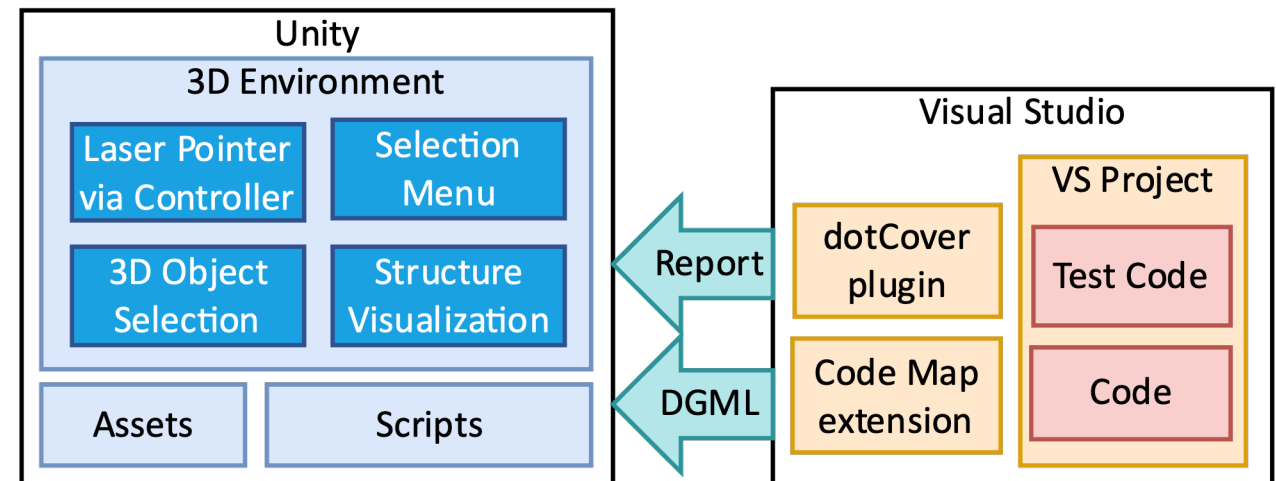 Unity
3D Environment
Laser Pointer
via Controller
Selection
Menu
3D Object
Selection
Structure
Visualization
Assets
Scripts
Report
DGML
Visual Studio
dotCover
plugin
Code Map
extension
VS Project
Test Code
Code